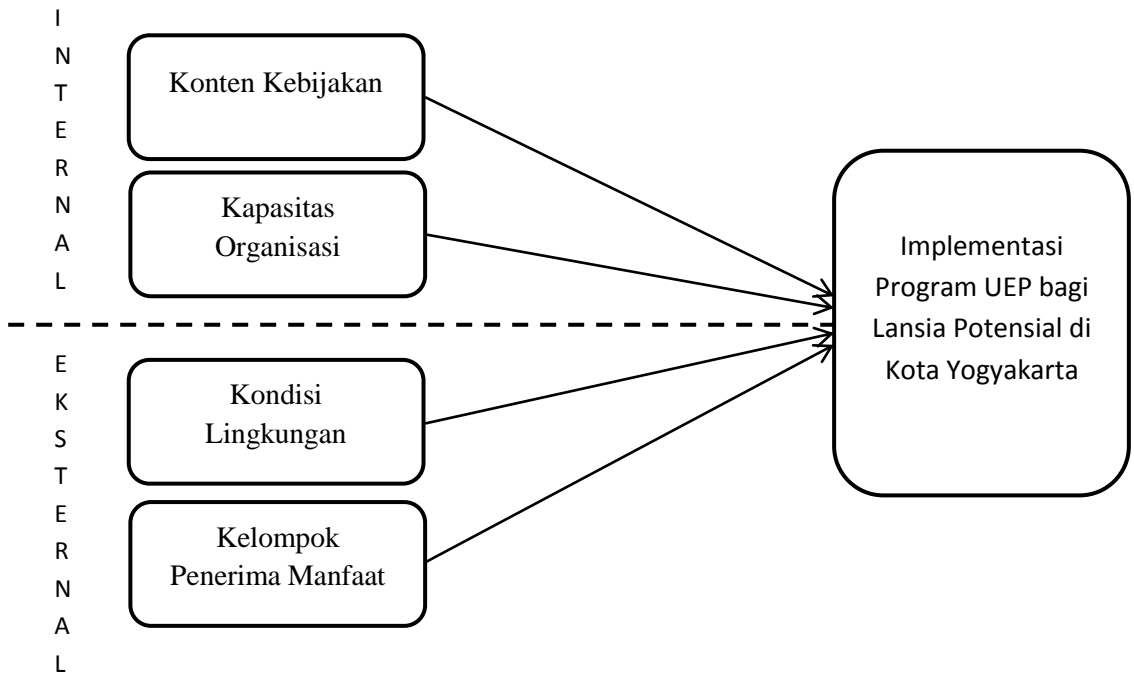 I
N
T
E
R
N
A
L
Konten Kebijakan
Kapasitas
Organisasi
E
K
S
T
E
R
N
A
L
Kondisi
Lingkungan
Kelompok
Penerima Manfaat
Implementasi
Program UEP bagi
Lansia Potensial di
Kota Yogyakarta